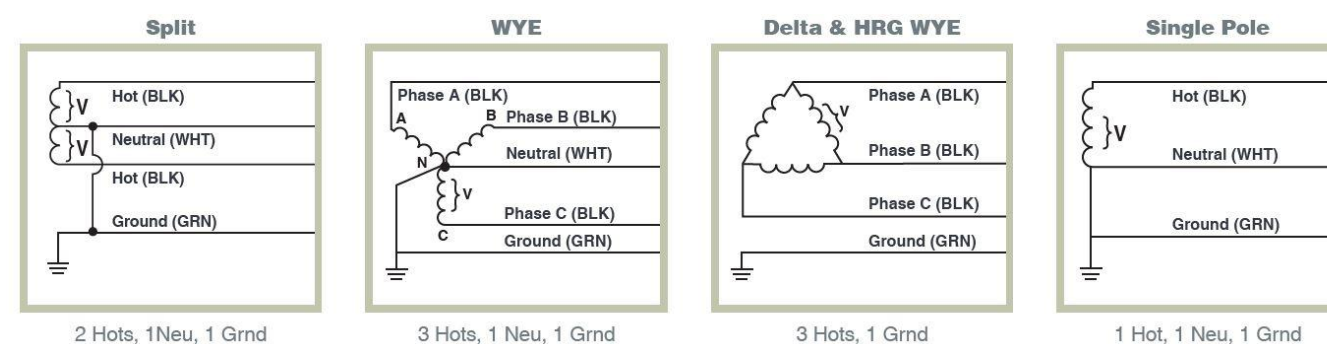 Split
Hot (BLK)
V
Neutral (WHT)
V
Hot (BLK)
Ground (GRN)
2 Hots, 1Neu, 1 Grnd
WYE
Phase A (BLK)
A
B
Phase B (BLK)
N
Neutral (WHT)
V
Phase C (BLK)
C
Ground (GRN)
3 Hots, 1 Neu, 1 Grnd
Delta & HRG WYE
Phase A (BLK)
V
Phase B (BLK)
Phase C (BLK)
Ground (GRN)
3 Hots, 1 Grnd
Single Pole
Hot (BLK)
V
Neutral (WHT)
Ground (GRN)
1 Hot, 1 Neu, 1 Grnd